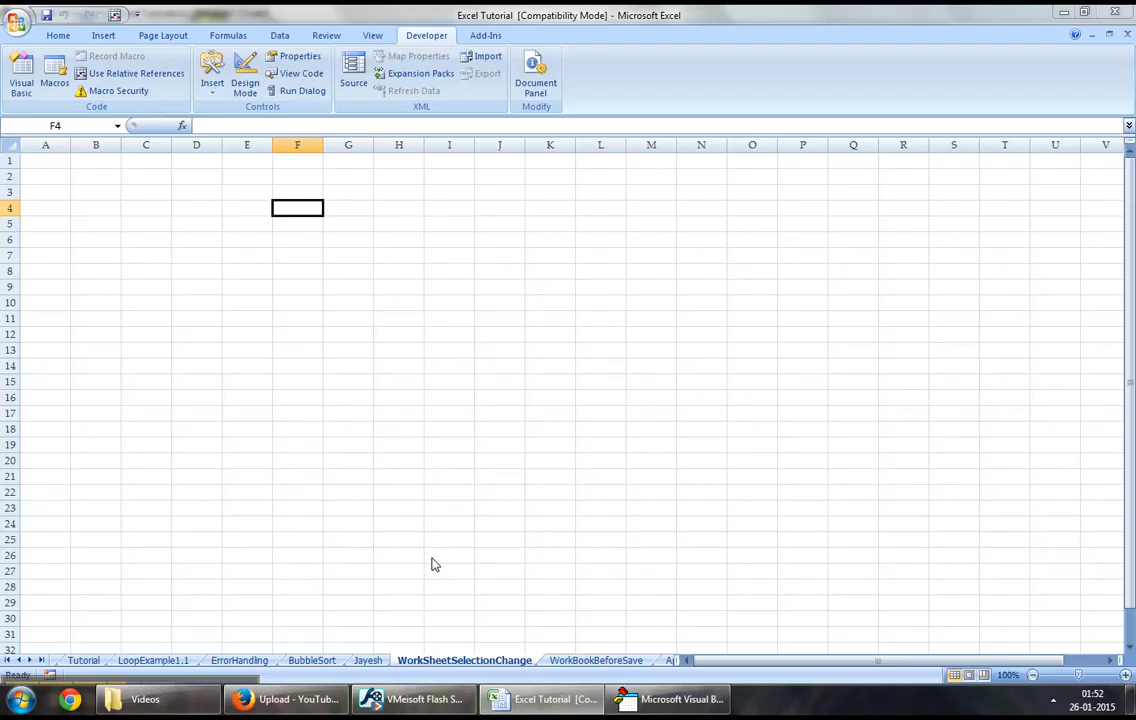 Excel Tutorial [Compatibility Mode] - Microsoft Excel
Home Insert Page Layout Formulas Data Review View Developer Add-Ins
Visual Basic
Macros
Record Macro
Use Relative References
Macro Security
Code
Insert
Design Mode
Properties
View Code
Run Dialog
Controls
Source
Map Properties
Expansion Packs
Refresh Data
Import
Export
XML
Document Panel
Modify
F4 fx
A B C D E F G H I J K L M N O P Q R S T U V
1
2
3
4
5
6
7
8
9
10
11
12
13
14
15
16
17
18
19
20
21
22
23
24
25
26
27
28
29
30
31
32
Tutorial LoopExample1.1 ErrorHandling BubbleSort Jayesh WorkSheetSelectionChange WorkBookBeforeSave
Ready 100%
Videos Upload - YouTub... VMeisoft Flash S... Excel Tutorial [Co... Microsoft Visual B... 01:52
26-01-2015